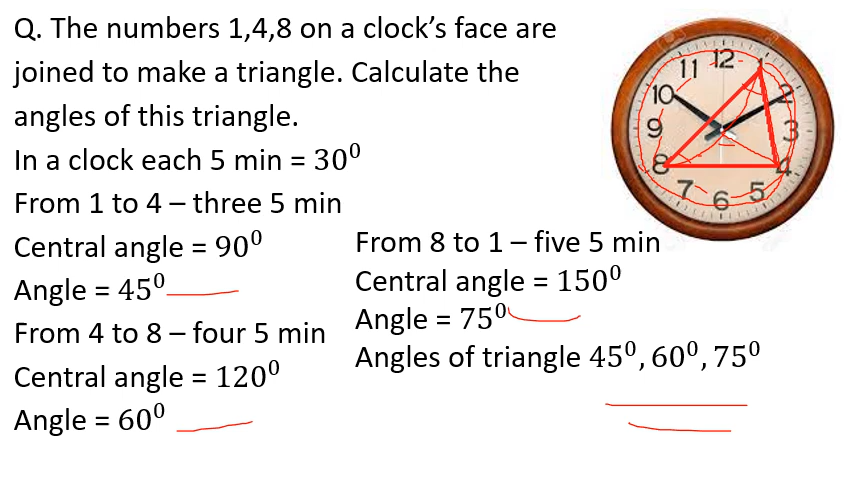 Q. The numbers 1,4,8 on a clock’s face are
joined to make a triangle. Calculate the
angles of this triangle.
In a clock each 5 min = 30⁰
From 1 to 4 – three 5 min
Central angle = 90⁰
Angle = 45⁰
From 4 to 8 – four 5 min
Central angle = 120⁰
Angle = 60⁰
From 8 to 1 – five 5 min
Central angle = 150⁰
Angle = 75⁰
Angles of triangle 45⁰, 60⁰, 75⁰
12
1
2
3
4
5
6
7
8
9
10
11